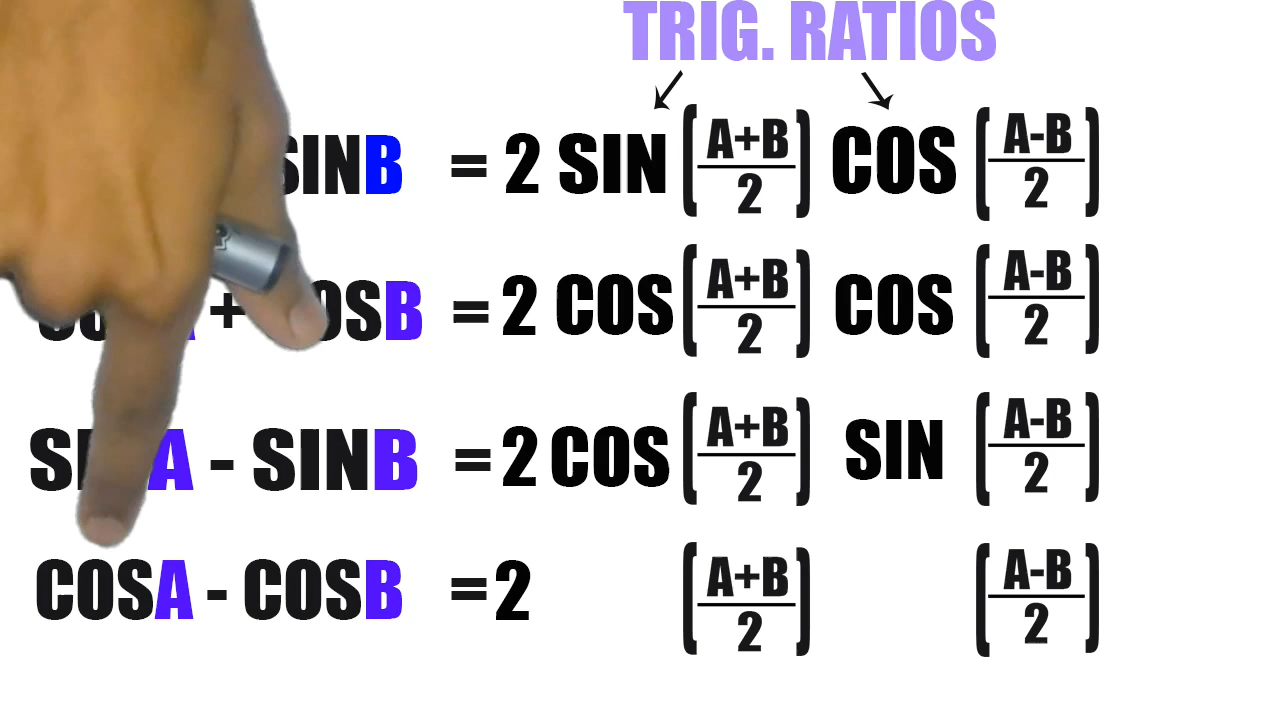 TRIG. RATIOS
SINB = 2 SIN (A+B/2) COS (A-B/2)
+ COSB = 2 COS (A+B/2) COS (A-B/2)
A - SINB = 2 COS (A+B/2) SIN (A-B/2)
COSA - COSB = 2 (A+B/2) (A-B/2)